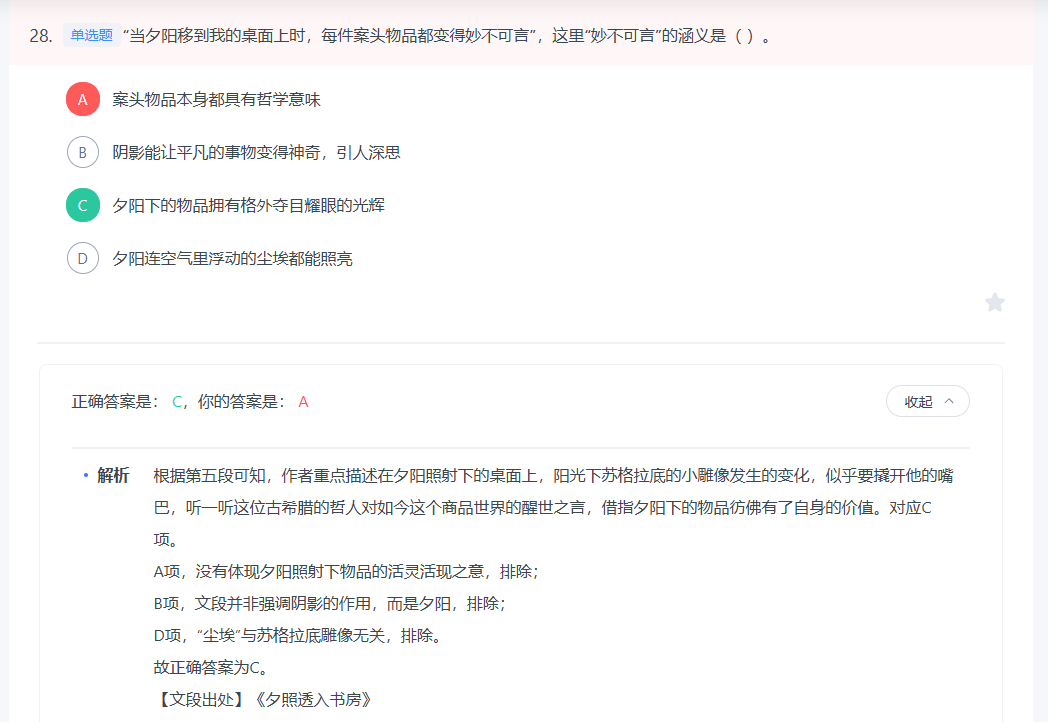 28. 单选题 “当夕阳移到我的桌面上时，每件案头物品都变得妙不可言”，这里“妙不可言”的涵义是（ ）。
A 案头物品本身都具有哲学意味
B 阴影能让平凡的事物变得神奇，引人深思
C 夕阳下的物品拥有格外夺目耀眼的光辉
D 夕阳连空气里浮动的尘埃都能照亮
正确答案是： C，你的答案是： A
收起
• 解析 根据第五段可知，作者重点描述在夕阳照射下的桌面上，阳光下苏格拉底的小雕像发生的变化，似乎要撬开他的嘴
巴，听一听这位古希腊的哲人对如今这个商品世界的醒世之言，借指夕阳下的物品彷佛有了自身的价值。对应C
项。
A项，没有体现夕阳照射下物品的活灵活现之意，排除；
B项，文段并非强调阴影的作用，而是夕阳，排除；
D项，“尘埃”与苏格拉底雕像无关，排除。
故正确答案为C。
【文段出处】《夕照透入书房》